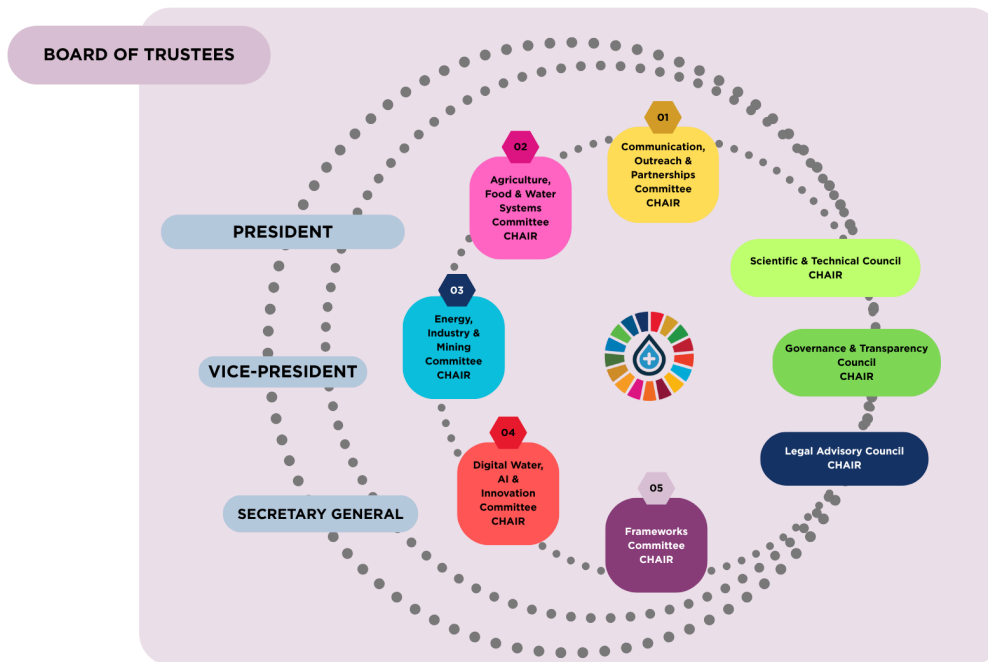 BOARD OF TRUSTEES
01
Communication,
Outreach &
Partnerships
Committee
CHAIR
02
Agriculture,
Food & Water
Systems
Committee
CHAIR
PRESIDENT
Scientific & Technical Council
CHAIR
03
Energy,
Industry &
Mining
Committee
CHAIR
Governance & Transparency
Council
CHAIR
VICE-PRESIDENT
04
Digital Water,
AI &
Innovation
Committee
CHAIR
Legal Advisory Council
CHAIR
05
Frameworks
Committee
CHAIR
SECRETARY GENERAL